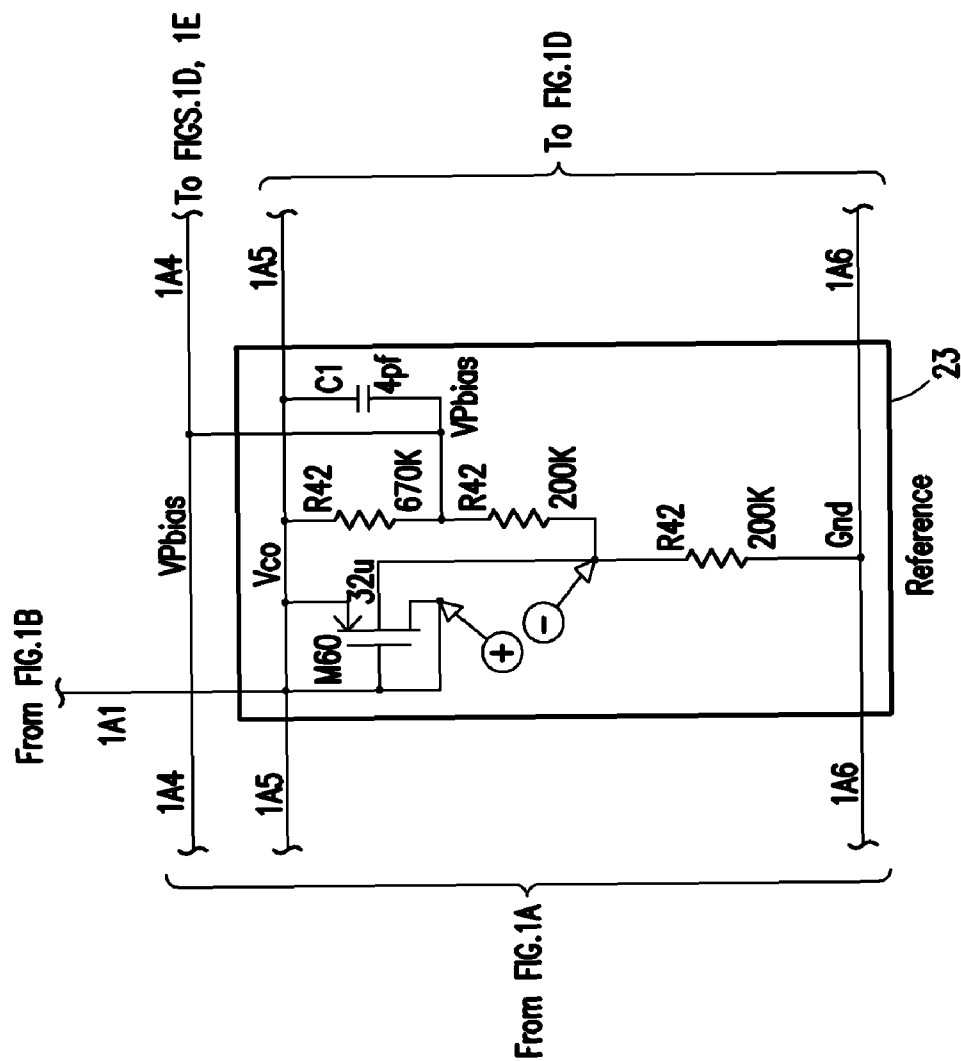 From FIG.1B
1A1
1A4
VPbias
1A4
To FIGS.1D, 1E
1A5
Vco
1A5
M60
32u
R42
670K
C1
4pf
VPbias
+
R42
200K
−
From FIG.1A
To FIG.1D
R42
200K
1A6
Gnd
1A6
Reference
23